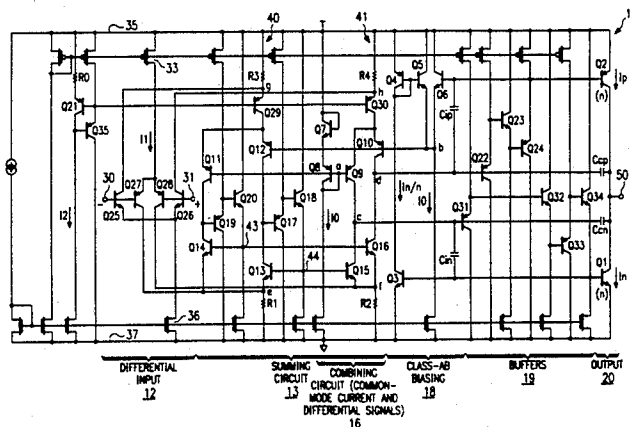 35
40
41
1
R0
33
R3
g
R4
h
Q4
Q5
Q6
Q2
Ip
(n)
Q21
Q35
Q29
Q30
Q7
Cip
Q23
Q24
I1
Q11
Q12
Q10
b
I2
30
31
Q27
Q28
Q8
a
Q9
d
Q22
Ccp
50
-
+
Q25
Q26
Q20
Q18
I0
In/n
I0
Q32
Q34
Q19
Q17
c
Q31
Ccn
43
Q14
44
Q16
Cin
Q33
Q13
Q15
Q3
Q1
In
(n)
e
f
R1
R2
36
37
DIFFERENTIAL INPUT
12
SUMMING CIRCUIT
13
COMBINING CIRCUIT (COMMON-MODE CURRENT AND DIFFERENTIAL SIGNALS)
16
CLASS-AB BIASING
18
BUFFERS
19
OUTPUT
20